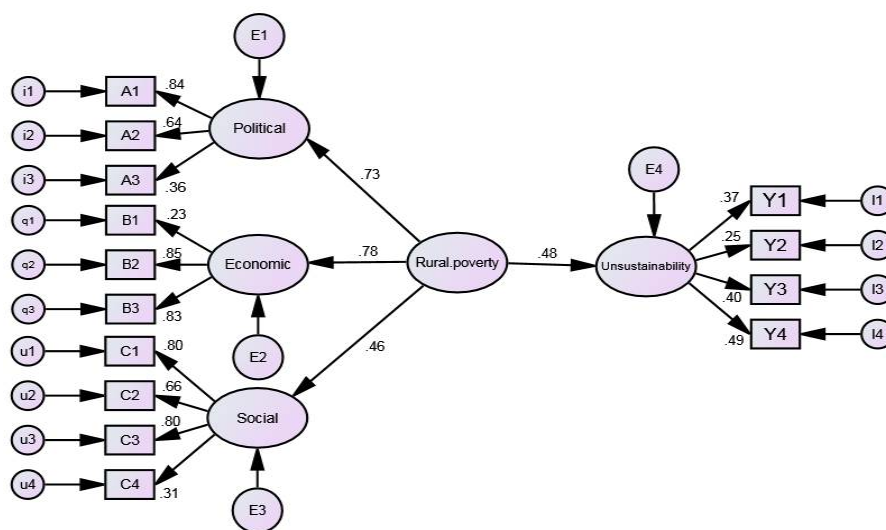 E1
i1 A1 .84
i2 A2 .64 Political
i3 A3 .36
.73
E4
q1 B1 .23
q2 B2 .85 Economic .78 Rural.poverty .48 Unsustainability
q3 B3 .83
E2
u1 C1 .80
u2 C2 .66 Social .46
u3 C3 .80
u4 C4 .31
E3
.37 Y1 I1
.25 Y2 I2
.40 Y3 I3
.49 Y4 I4